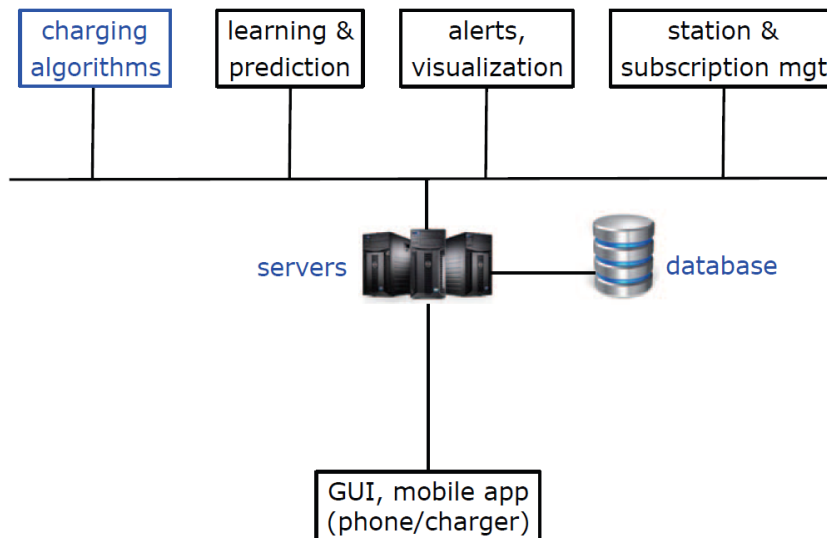 charging
algorithms
learning &
prediction
alerts,
visualization
station &
subscription mgt
servers
database
GUI, mobile app
(phone/charger)